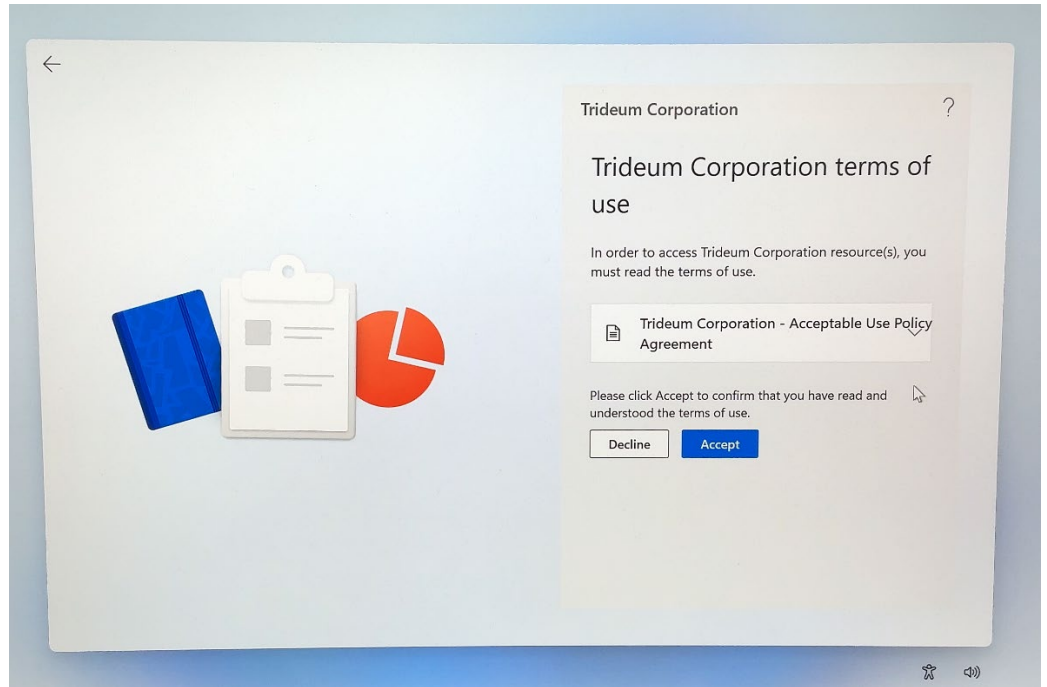 Trideum Corporation
?
Trideum Corporation terms of
use
In order to access Trideum Corporation resource(s), you
must read the terms of use.
Trideum Corporation - Acceptable Use Policy
Agreement
Please click Accept to confirm that you have read and
understood the terms of use.
Decline
Accept